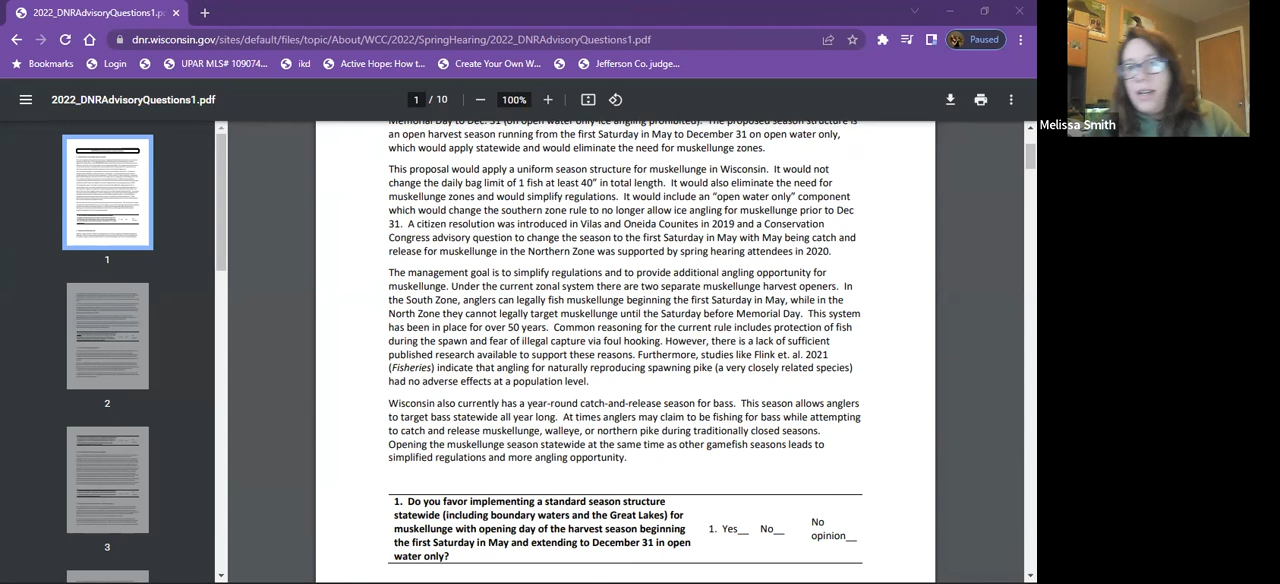 2022_DNRAdvisoryQuestions1.p
dnr.wisconsin.gov/sites/default/files/topic/About/WCC/2022/SpringHearing/2022_DNRAdvisoryQuestions1.pdf
Paused
Bookmarks
Login
UPAR MLS# 109074...
ikd
Active Hope: How t...
Create Your Own W...
Jefferson Co. judge...
2022_DNRAdvisoryQuestions1.pdf
1 / 10
100%
Melissa Smith
1
2
3
Memorial Day to Dec. 31 (on open water only-ice angling prohibited). The proposed season structure is
an open harvest season running from the first Saturday in May to December 31 on open water only,
which would apply statewide and would eliminate the need for muskellunge zones.
This proposal would apply a uniform season structure for muskellunge in Wisconsin. It would not
change the daily bag limit of 1 fish at least 40" in total length. It would also eliminate the need for
muskellunge zones and would simplify regulations. It would include an "open water only" component
which would change the southern zone rule to no longer allow ice angling for muskellunge prior to Dec
31. A citizen resolution was introduced in Vilas and Oneida Counites in 2019 and a Conservation
Congress advisory question to change the season to the first Saturday in May with May being catch and
release for muskellunge in the Northern Zone was supported by spring hearing attendees in 2020.
The management goal is to simplify regulations and to provide additional angling opportunity for
muskellunge. Under the current zonal system there are two separate muskellunge harvest openers. In
the South Zone, anglers can legally fish muskellunge beginning the first Saturday in May, while in the
North Zone they cannot legally target muskellunge until the Saturday before Memorial Day. This system
has been in place for over 50 years. Common reasoning for the current rule includes protection of fish
during the spawn and fear of illegal capture via foul hooking. However, there is a lack of sufficient
published research available to support these reasons. Furthermore, studies like Flink et. al. 2021
(Fisheries) indicate that angling for naturally reproducing spawning pike (a very closely related species)
had no adverse effects at a population level.
Wisconsin also currently has a year-round catch-and-release season for bass. This season allows anglers
to target bass statewide all year long. At times anglers may claim to be fishing for bass while attempting
to catch and release muskellunge, walleye, or northern pike during traditionally closed seasons.
Opening the muskellunge season statewide at the same time as other gamefish seasons leads to
simplified regulations and more angling opportunity.
1. Do you favor implementing a standard season structure
statewide (including boundary waters and the Great Lakes) for
muskellunge with opening day of the harvest season beginning
the first Saturday in May and extending to December 31 in open
water only?
1. Yes__ No__ No
opinion__